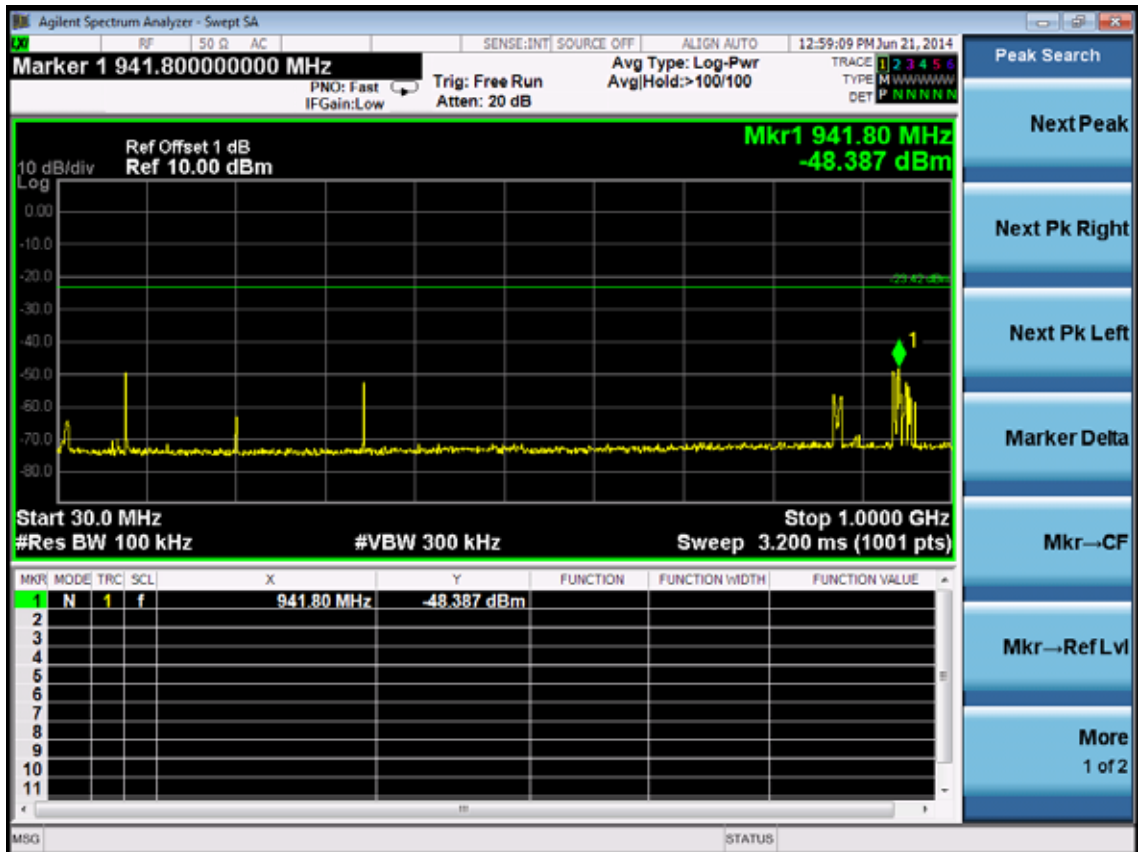 Agilent Spectrum Analyzer - Swept SA
LXI RF 50 Ω AC SENSE:INT SOURCE OFF ALIGN AUTO 12:59:09 PM Jun 21, 2014
Marker 1 941.800000000 MHz
PNO: Fast
IFGain:Low
Trig: Free Run
Atten: 20 dB
Avg Type: Log-Pwr
Avg|Hold:>100/100
TRACE 1 2 3 4 5 6
TYPE M WWWWW
DET P N N N N N
Mkr1 941.80 MHz
-48.387 dBm
Ref Offset 1 dB
10 dB/div Ref 10.00 dBm
Log
0.00
-10.0
-20.0
-23.42 dBm
-30.0
-40.0
1
-50.0
-60.0
-70.0
-80.0
Start 30.0 MHz Stop 1.0000 GHz
#Res BW 100 kHz #VBW 300 kHz Sweep 3.200 ms (1001 pts)
MKR MODE TRC SCL X Y FUNCTION FUNCTION WIDTH FUNCTION VALUE
1 N 1 f 941.80 MHz -48.387 dBm
2
3
4
5
6
7
8
9
10
11
MSG STATUS
Peak Search
Next Peak
Next Pk Right
Next Pk Left
Marker Delta
Mkr→CF
Mkr→Ref Lvl
More
1 of 2